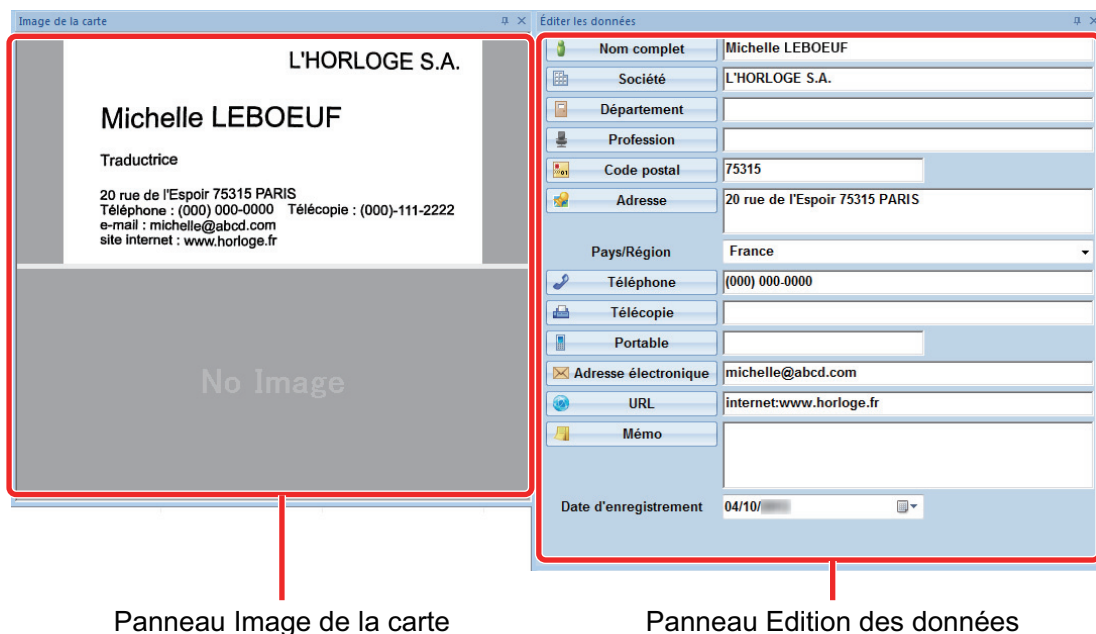 Image de la carte
L'HORLOGE S.A.
Michelle LEBOEUF
Traductrice
20 rue de l'Espoir 75315 PARIS
Téléphone : (000) 000-0000 Télécopie : (000)-111-2222
e-mail : michelle@abcd.com
site internet : www.horloge.fr
No Image
Éditer les données
Nom complet Michelle LEBOEUF
Société L'HORLOGE S.A.
Département
Profession
Code postal 75315
Adresse 20 rue de l'Espoir 75315 PARIS
Pays/Région France
Téléphone (000) 000-0000
Télécopie
Portable
Adresse électronique michelle@abcd.com
URL internet:www.horloge.fr
Mémo
Date d'enregistrement 04/10/
Panneau Image de la carte
Panneau Edition des données